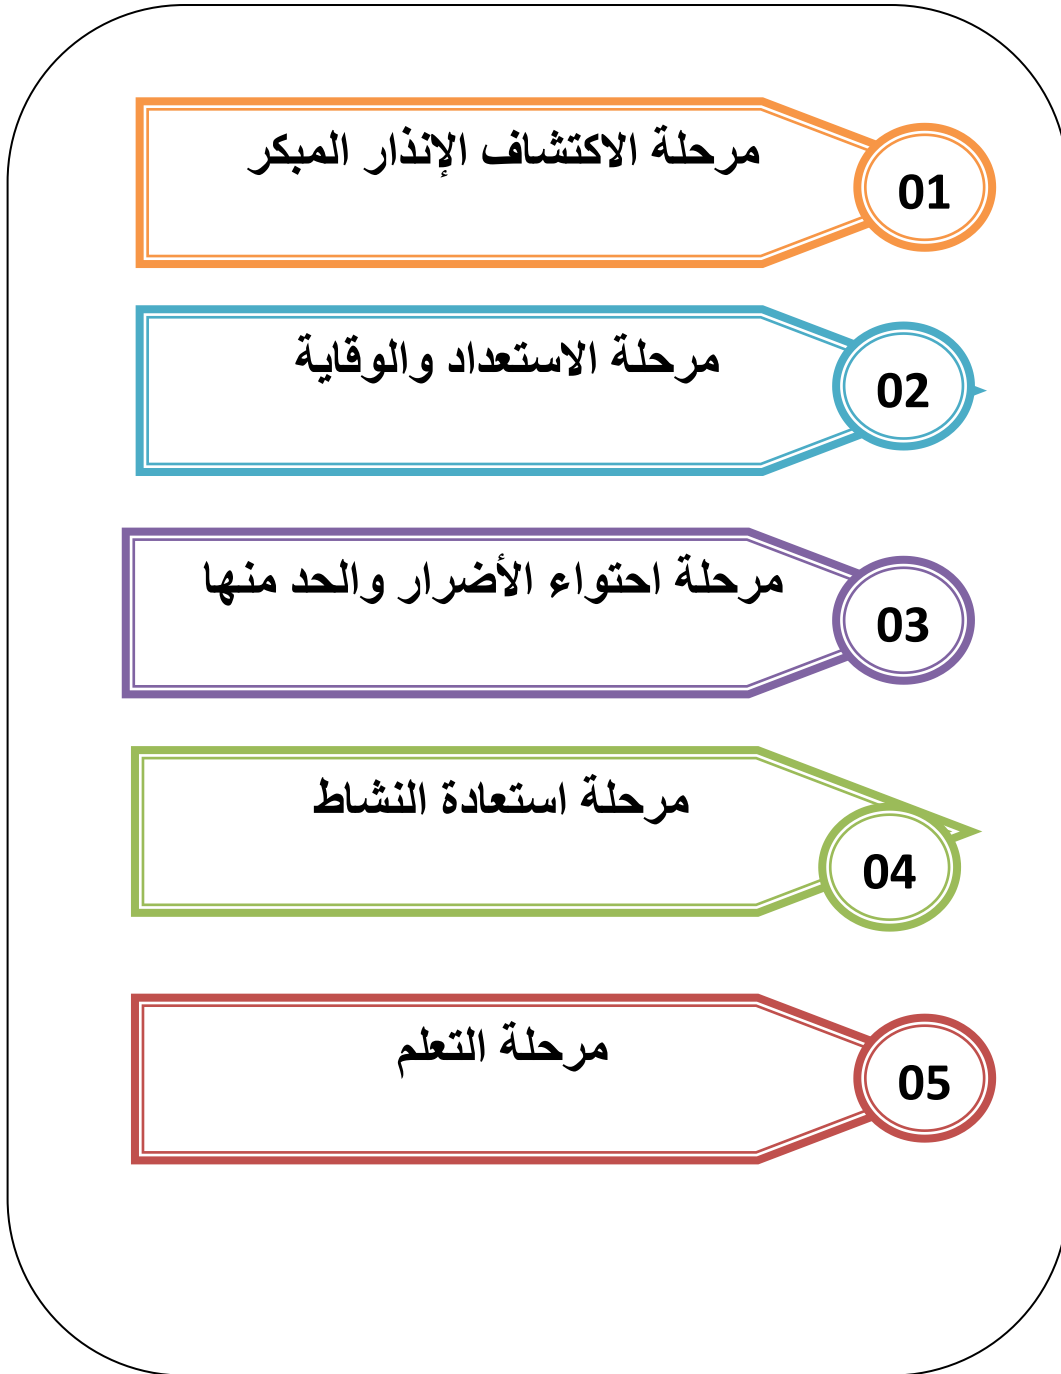 مرحلة الاكتشاف الإنذار المبكر
01
مرحلة الاستعداد والوقاية
02
مرحلة احتواء الأضرار والحد منها
03
مرحلة استعادة النشاط
04
مرحلة التعلم
05